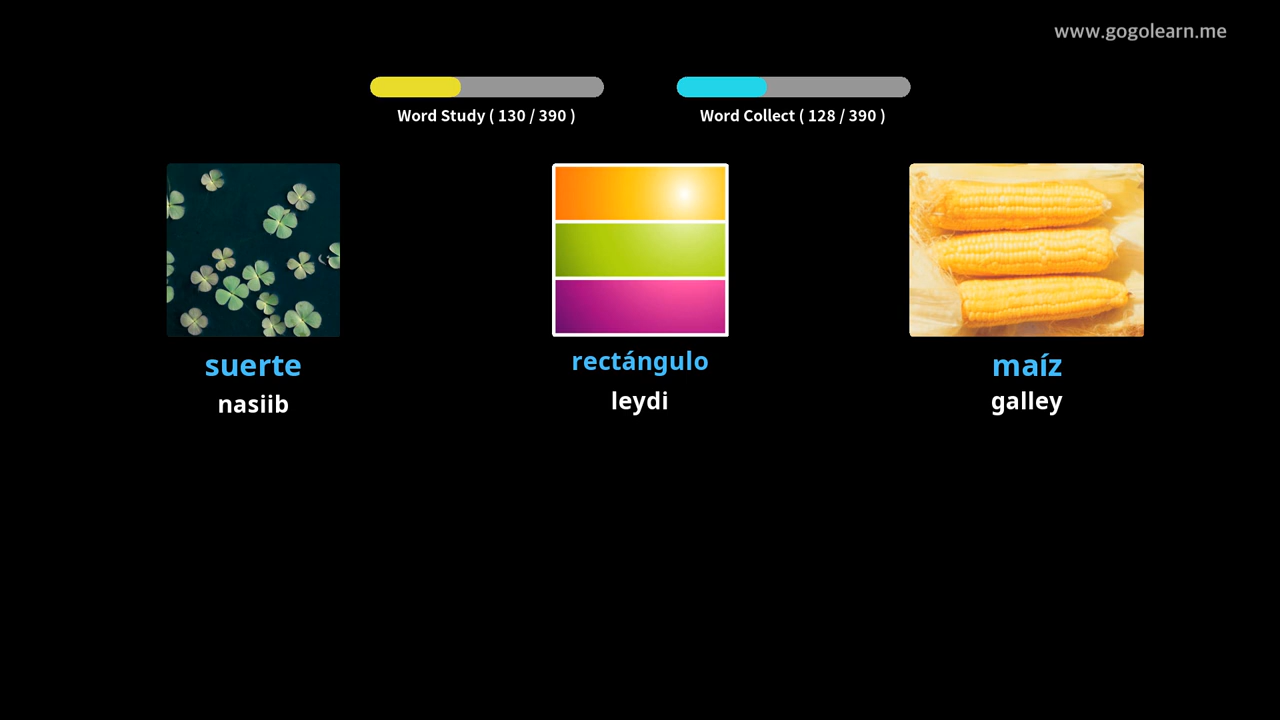 www.gogolearn.me
Word Study ( 130 / 390 )
Word Collect ( 128 / 390 )
suerte
nasiib
rectángulo
leydi
maíz
galley